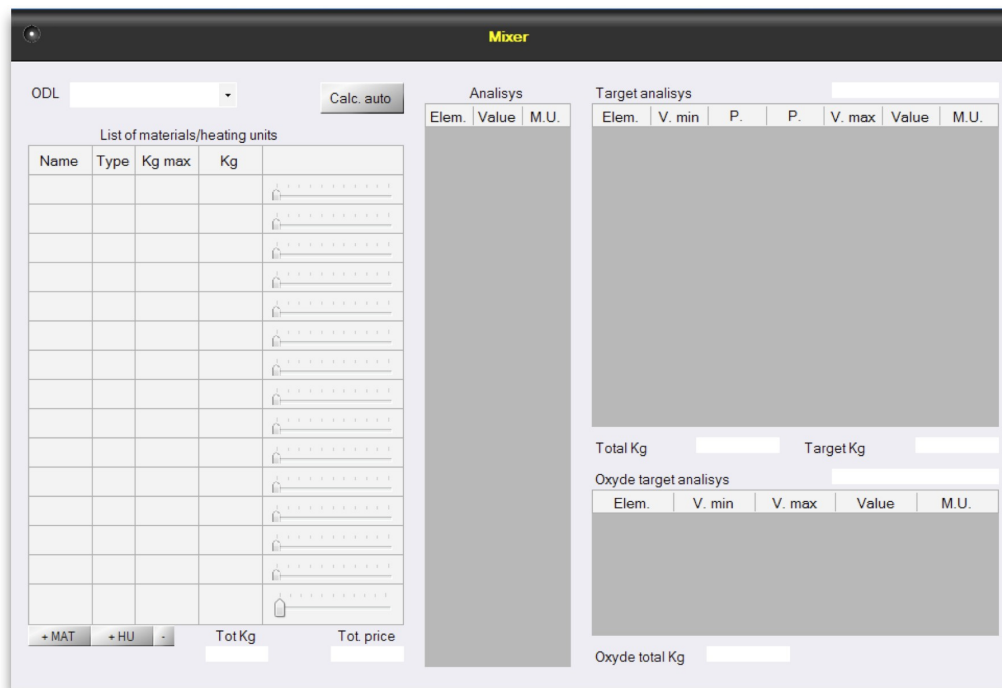 Mixer
ODL
Calc. auto
List of materials/heating units
Name Type Kg max Kg
+ MAT + HU -
Tot Kg Tot. price
Analisys
Elem. Value M.U.
Target analisys
Elem. V. min P. P. V. max Value M.U.
Total Kg Target Kg
Oxyde target analisys
Elem. V. min V. max Value M.U.
Oxyde total Kg